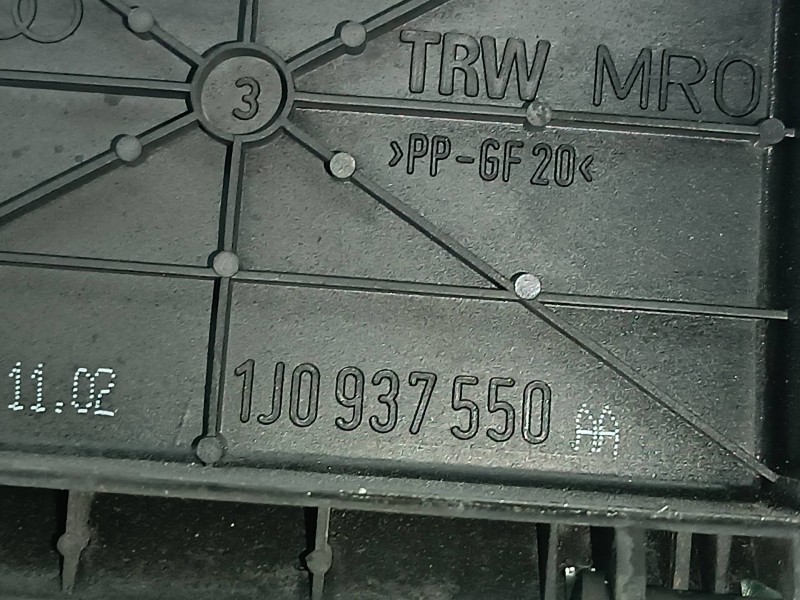 3
TRW MRO
>PP-GF20<
11.02
1J0 937 550 AA